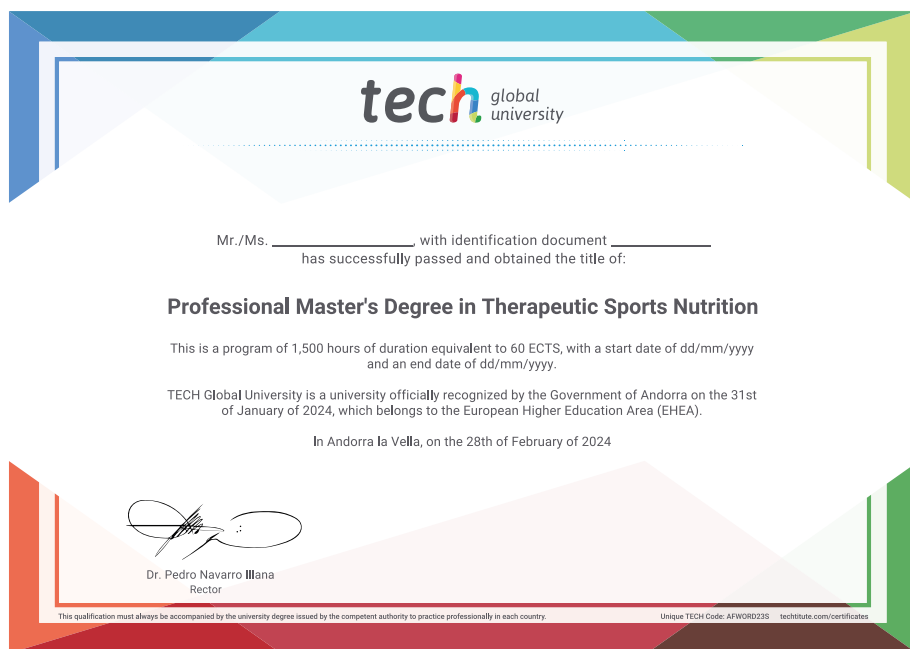 tech global university
Mr./Ms. ________________, with identification document ____________
has successfully passed and obtained the title of:
Professional Master's Degree in Therapeutic Sports Nutrition
This is a program of 1,500 hours of duration equivalent to 60 ECTS, with a start date of dd/mm/yyyy
and an end date of dd/mm/yyyy.
TECH Global University is a university officially recognized by the Government of Andorra on the 31st
of January of 2024, which belongs to the European Higher Education Area (EHEA).
In Andorra la Vella, on the 28th of February of 2024
Dr. Pedro Navarro Illana
Rector
This qualification must always be accompanied by the university degree issued by the competent authority to practice professionally in each country. Unique TECH Code: AFWORD23S techtitute.com/certificates